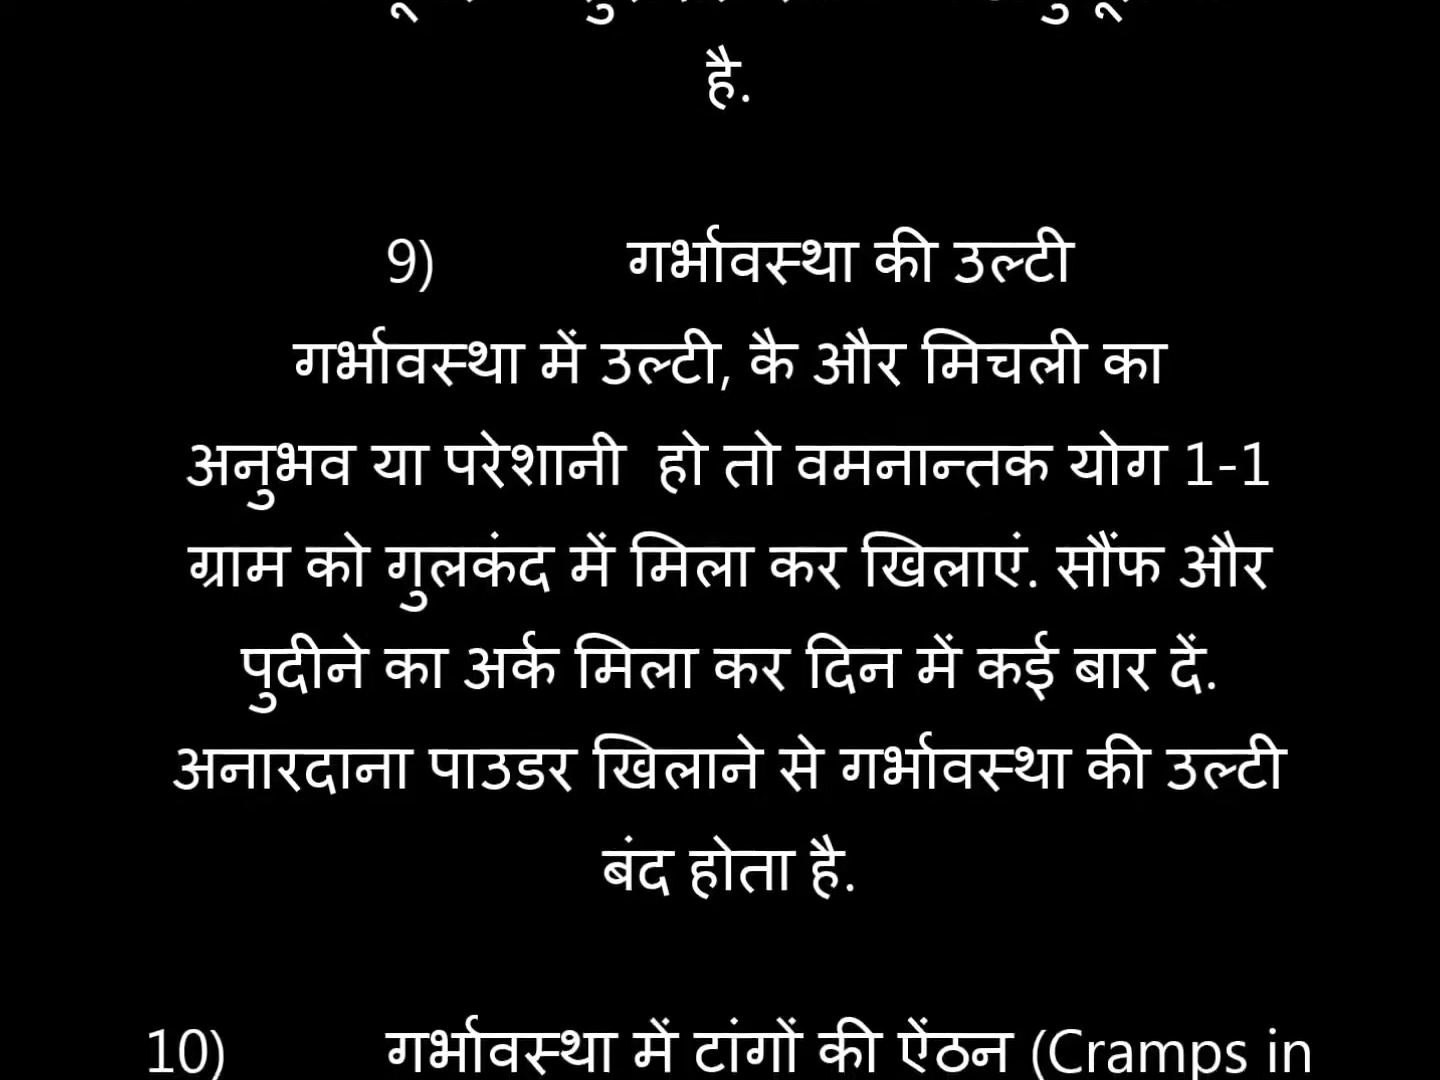 है.
9) गर्भावस्था की उल्टी
गर्भावस्था में उल्टी, कै और मिचली का
अनुभव या परेशानी  हो तो वमनान्तक योग 1-1
ग्राम को गुलकंद में मिला कर खिलाएं. सौंफ और
पुदीने का अर्क मिला कर दिन में कई बार दें.
अनारदाना पाउडर खिलाने से गर्भावस्था की उल्टी
बंद होता है.
10) गर्भावस्था में टांगों की ऐंठन (Cramps in